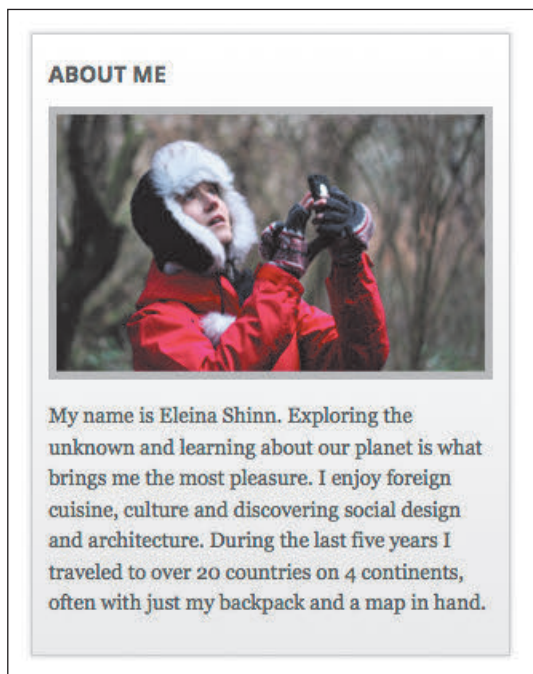 ABOUT ME
My name is Eleina Shinn. Exploring the
unknown and learning about our planet is what
brings me the most pleasure. I enjoy foreign
cuisine, culture and discovering social design
and architecture. During the last five years I
traveled to over 20 countries on 4 continents,
often with just my backpack and a map in hand.